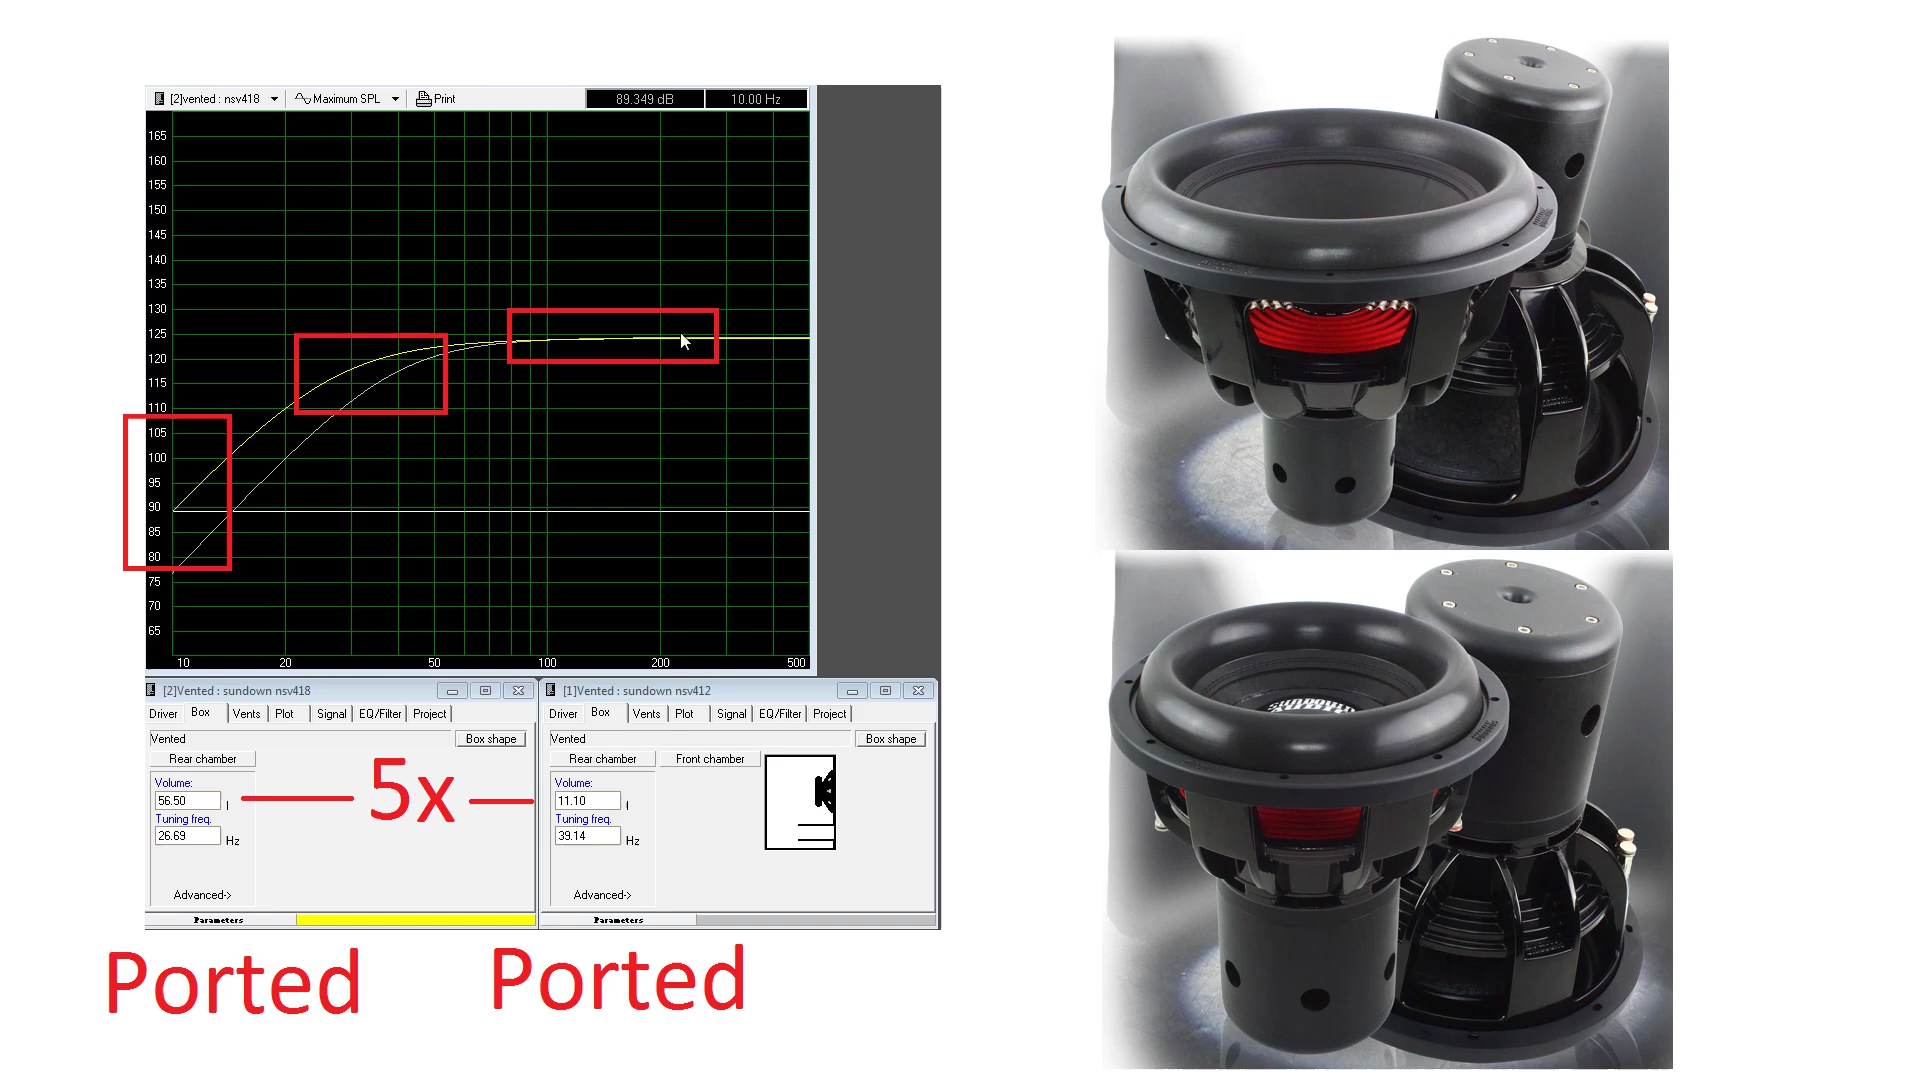 [2]vented : nsv418 Maximum SPL Print 89.349 dB 10.00 Hz
165
160
155
150
145
140
135
130
125
120
115
110
105
100
95
90
85
80
75
70
65
10 20 50 100 200 500
[2]Vented : sundown nsv418
Driver Box Vents Plot Signal EQ/Filter Project
Vented Box shape
Rear chamber
Volume:
56.50 l
Tuning freq.
26.69 Hz
Advanced->
Parameters
5x
[1]Vented : sundown nsv412
Driver Box Vents Plot Signal EQ/Filter Project
Vented Box shape
Rear chamber Front chamber
Volume:
11.10 l
Tuning freq.
39.14 Hz
Advanced->
Parameters
Ported Ported
SUNDOWN
AUDIO